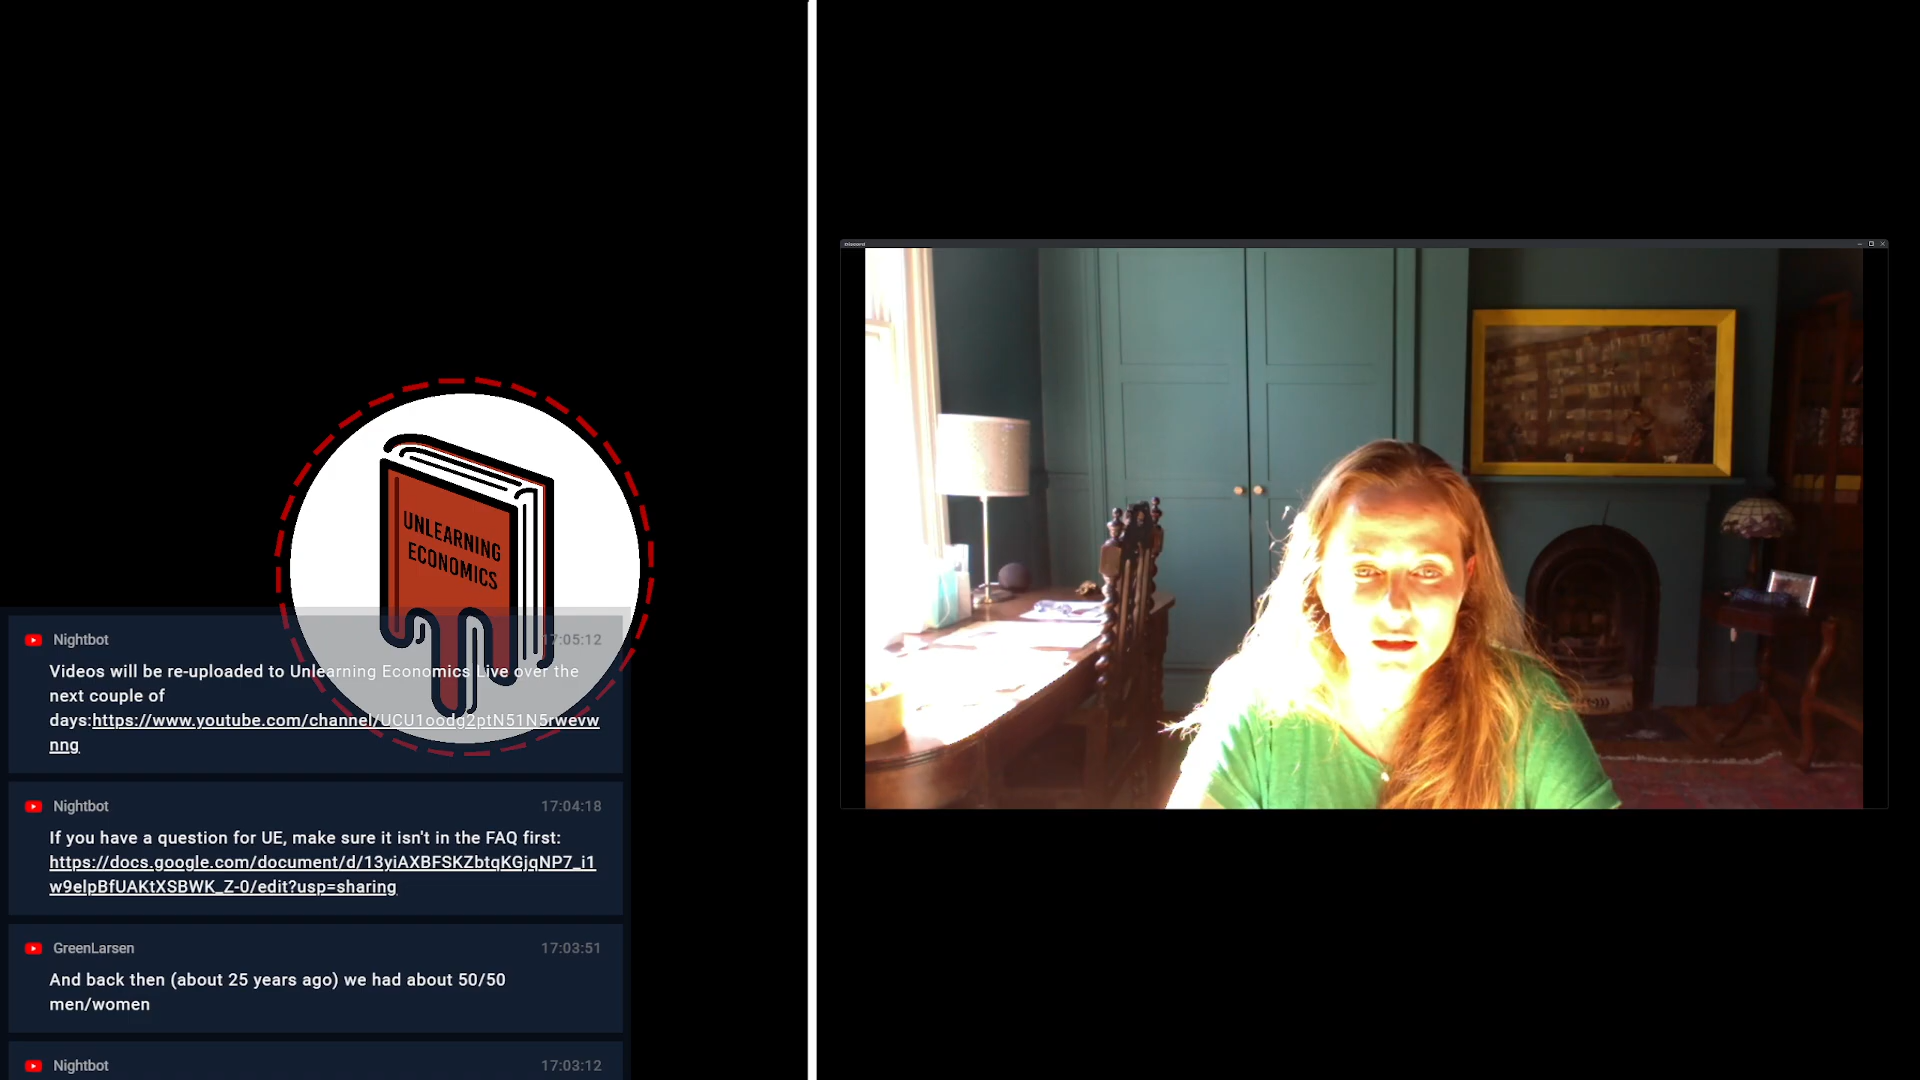 UNLEARNING
ECONOMICS
Nightbot 17:05:12
Videos will be re-uploaded to Unlearning Economics Live over the
next couple of
days:https://www.youtube.com/channel/UCU1oodg2ptN51N5rwevw
nng
Nightbot 17:04:18
If you have a question for UE, make sure it isn't in the FAQ first:
https://docs.google.com/document/d/13yiAXBFSKZbtqKGjqNP7_i1
w9elpBfUAKtXSBWK_Z-0/edit?usp=sharing
GreenLarsen 17:03:51
And back then (about 25 years ago) we had about 50/50
men/women
Nightbot 17:03:12
Discord